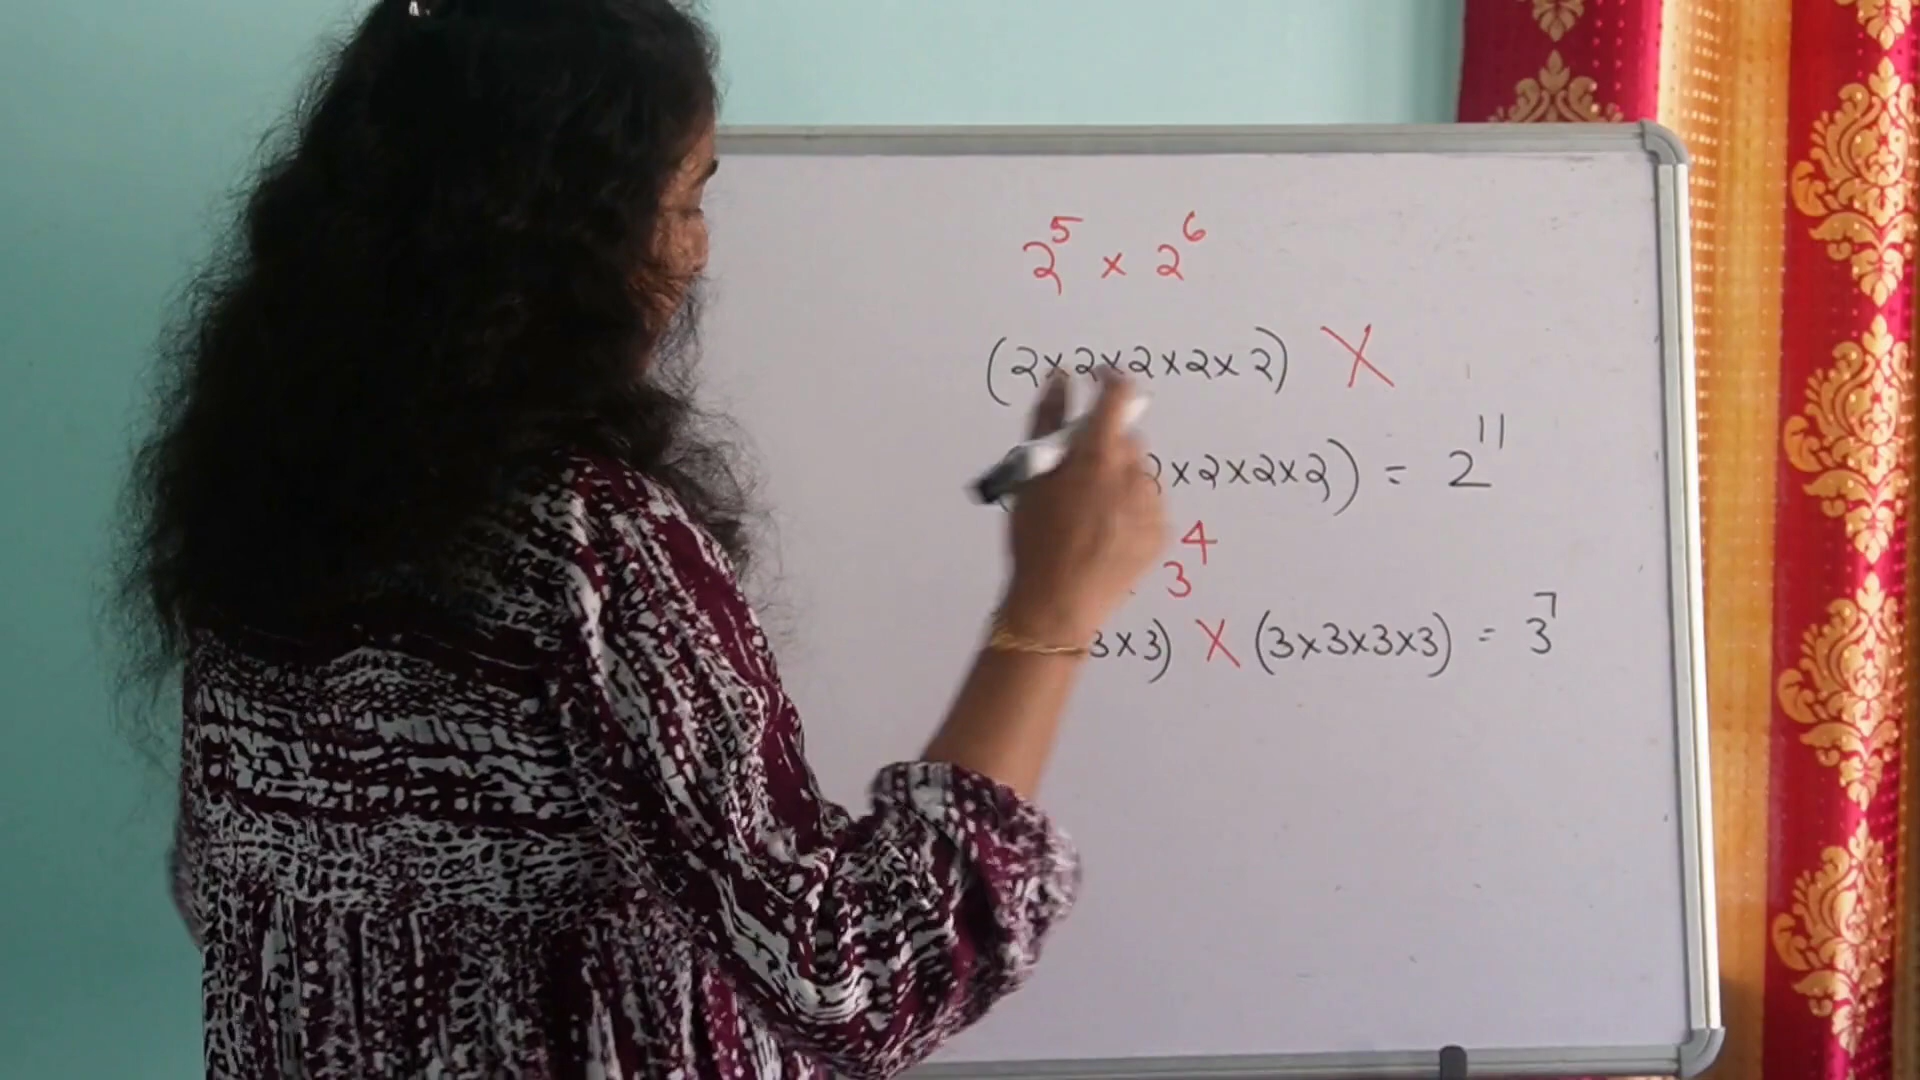 2⁵ × 2⁶
(2×2×2×2×2) X
2×2×2×2) = 2¹¹
3⁴
3×3) X (3×3×3×3) = 3⁷